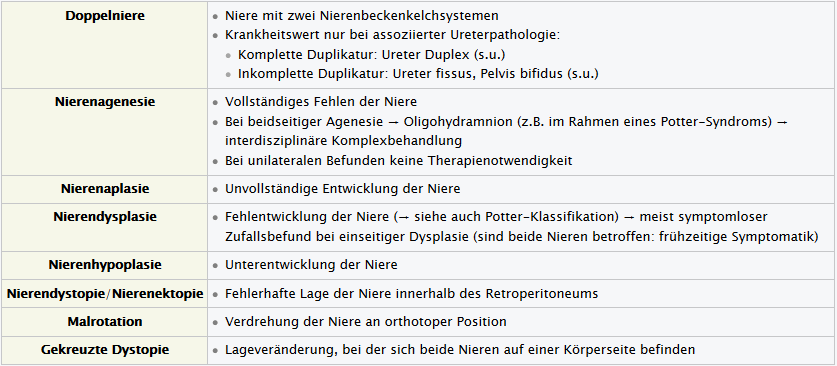 Doppelniere
Niere mit zwei Nierenbeckenkelchsystemen
Krankheitswert nur bei assoziierter Ureterpathologie:
Komplette Duplikatur: Ureter Duplex (s.u.)
Inkomplette Duplikatur: Ureter fissus, Pelvis bifidus (s.u.)
Nierenagenesie
Vollständiges Fehlen der Niere
Bei beidseitiger Agenesie → Oligohydramnion (z.B. im Rahmen eines Potter-Syndroms) →
interdisziplinäre Komplexbehandlung
Bei unilateralen Befunden keine Therapienotwendigkeit
Nierenaplasie
Unvollständige Entwicklung der Niere
Nierendysplasie
Fehlentwicklung der Niere (→ siehe auch Potter-Klassifikation) → meist symptomloser
Zufallsbefund bei einseitiger Dysplasie (sind beide Nieren betroffen: frühzeitige Symptomatik)
Nierenhypoplasie
Unterentwicklung der Niere
Nierendystopie/Nierenektopie
Fehlerhafte Lage der Niere innerhalb des Retroperitoneums
Malrotation
Verdrehung der Niere an orthotoper Position
Gekreuzte Dystopie
Lageveränderung, bei der sich beide Nieren auf einer Körperseite befinden